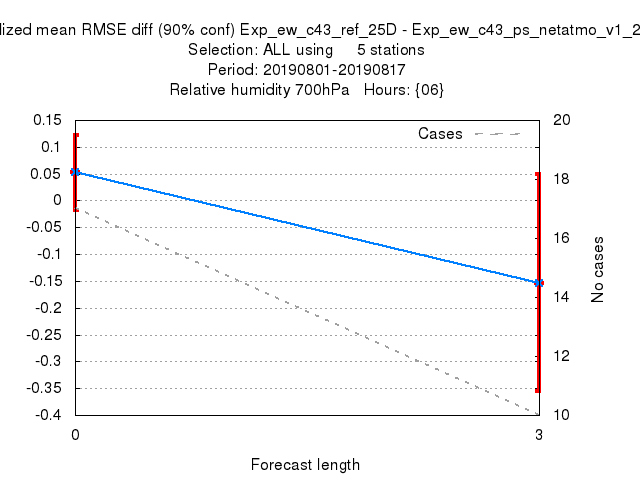 lized mean RMSE diff (90% conf) Exp_ew_c43_ref_25D - Exp_ew_c43_ps_netatmo_v1_2
Selection: ALL using 5 stations
Period: 20190801-20190817
Relative humidity 700hPa Hours: {06}
0.15
0.1
0.05
0
-0.05
-0.1
-0.15
-0.2
-0.25
-0.3
-0.35
-0.4
Cases
20
18
16
14
12
10
No cases
0
3
Forecast length